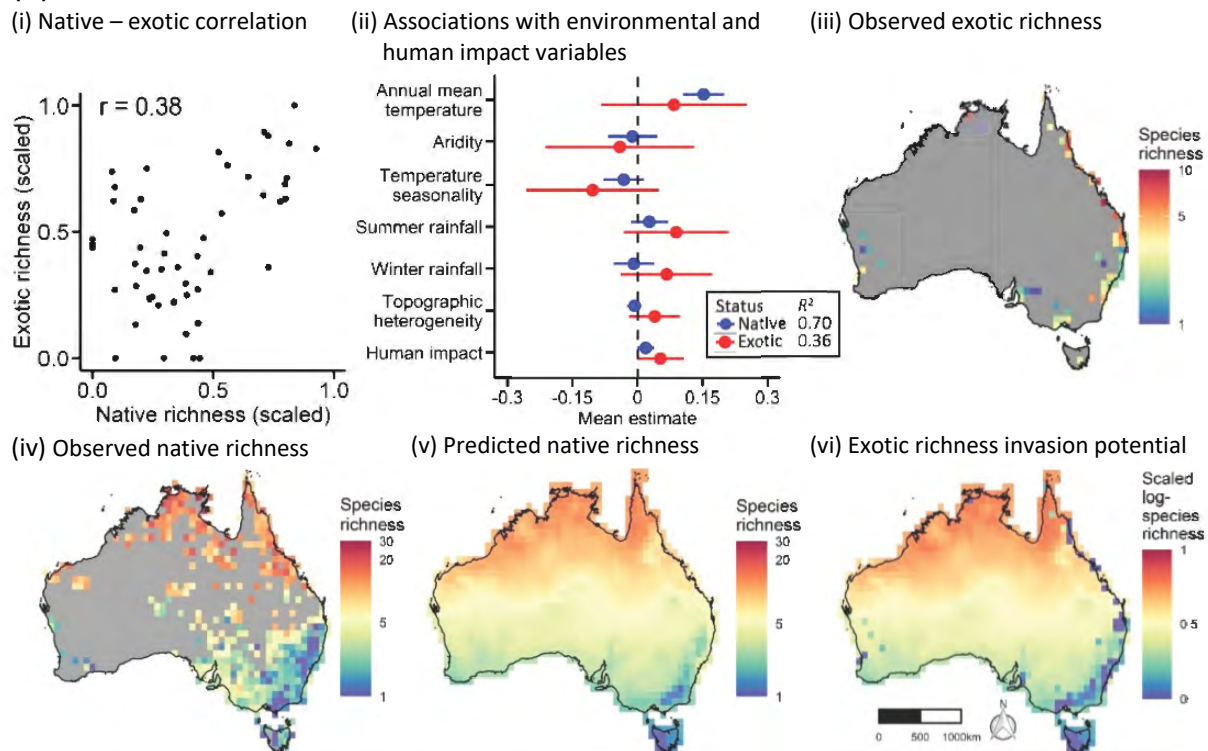 (i) Native – exotic correlation
(ii) Associations with environmental and
human impact variables
(iii) Observed exotic richness
r = 0.38
Exotic richness (scaled)
1.0
0.5
0.0
0.0
0.5
1.0
Native richness (scaled)
Annual mean
temperature
Aridity
Temperature
seasonality
Summer rainfall
Winter rainfall
Topographic
heterogeneity
Human impact
Status R²
Native 0.70
Exotic 0.36
-0.3
-0.15
0
0.15
0.3
Mean estimate
Species
richness
10
5
1
(iv) Observed native richness
(v) Predicted native richness
(vi) Exotic richness invasion potential
Species
richness
30
20
5
1
Species
richness
30
20
5
1
Scaled
log-
species
richness
1
0.5
0
0 500 1000km
N